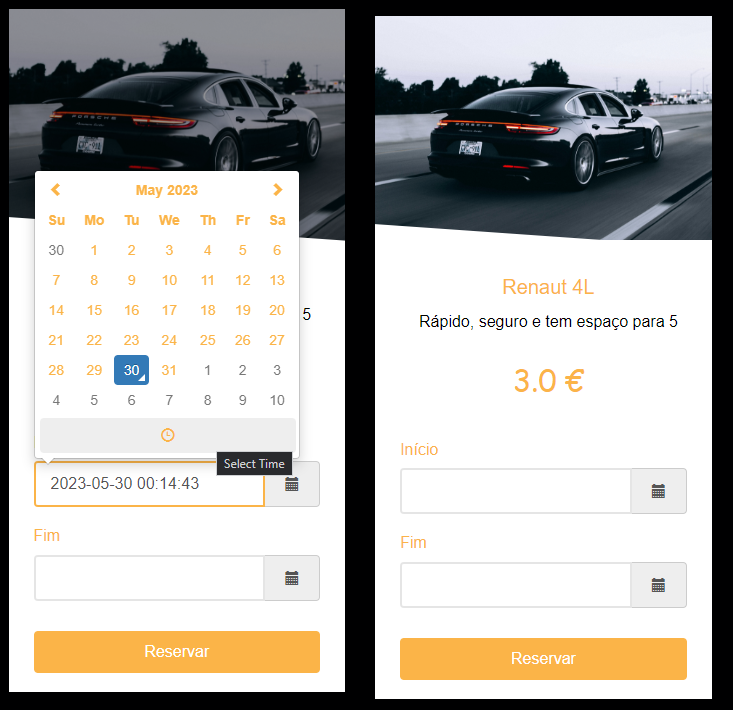 PORSCHE
May 2023
Su Mo Tu We Th Fr Sa
30 1 2 3 4 5 6
7 8 9 10 11 12 13
14 15 16 17 18 19 20
21 22 23 24 25 26 27
28 29 30 31 1 2 3
4 5 6 7 8 9 10
5
Select Time
2023-05-30 00:14:43
Fim
Reservar
PORSCHE
Renaut 4L
Rápido, seguro e tem espaço para 5
3.0 €
Início
Fim
Reservar